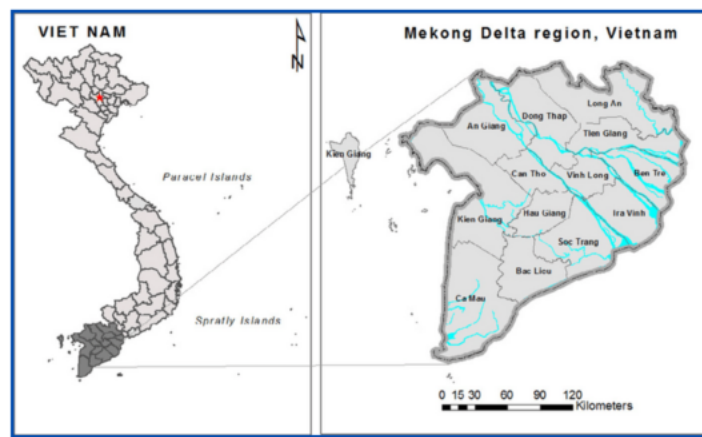 VIET NAM
N
Paracel Islands
Spratly Islands
Mekong Delta region, Vietnam
Long An
Dong Thap
An Giang
Tien Giang
Kien Giang
Can Tho
Vinh Long
Ben Tre
Kien Giang
Hau Giang
Ira Vinh
Soc Trang
Bac Lieu
Ca Mau
0 15 30 60 90 120
Kilometers